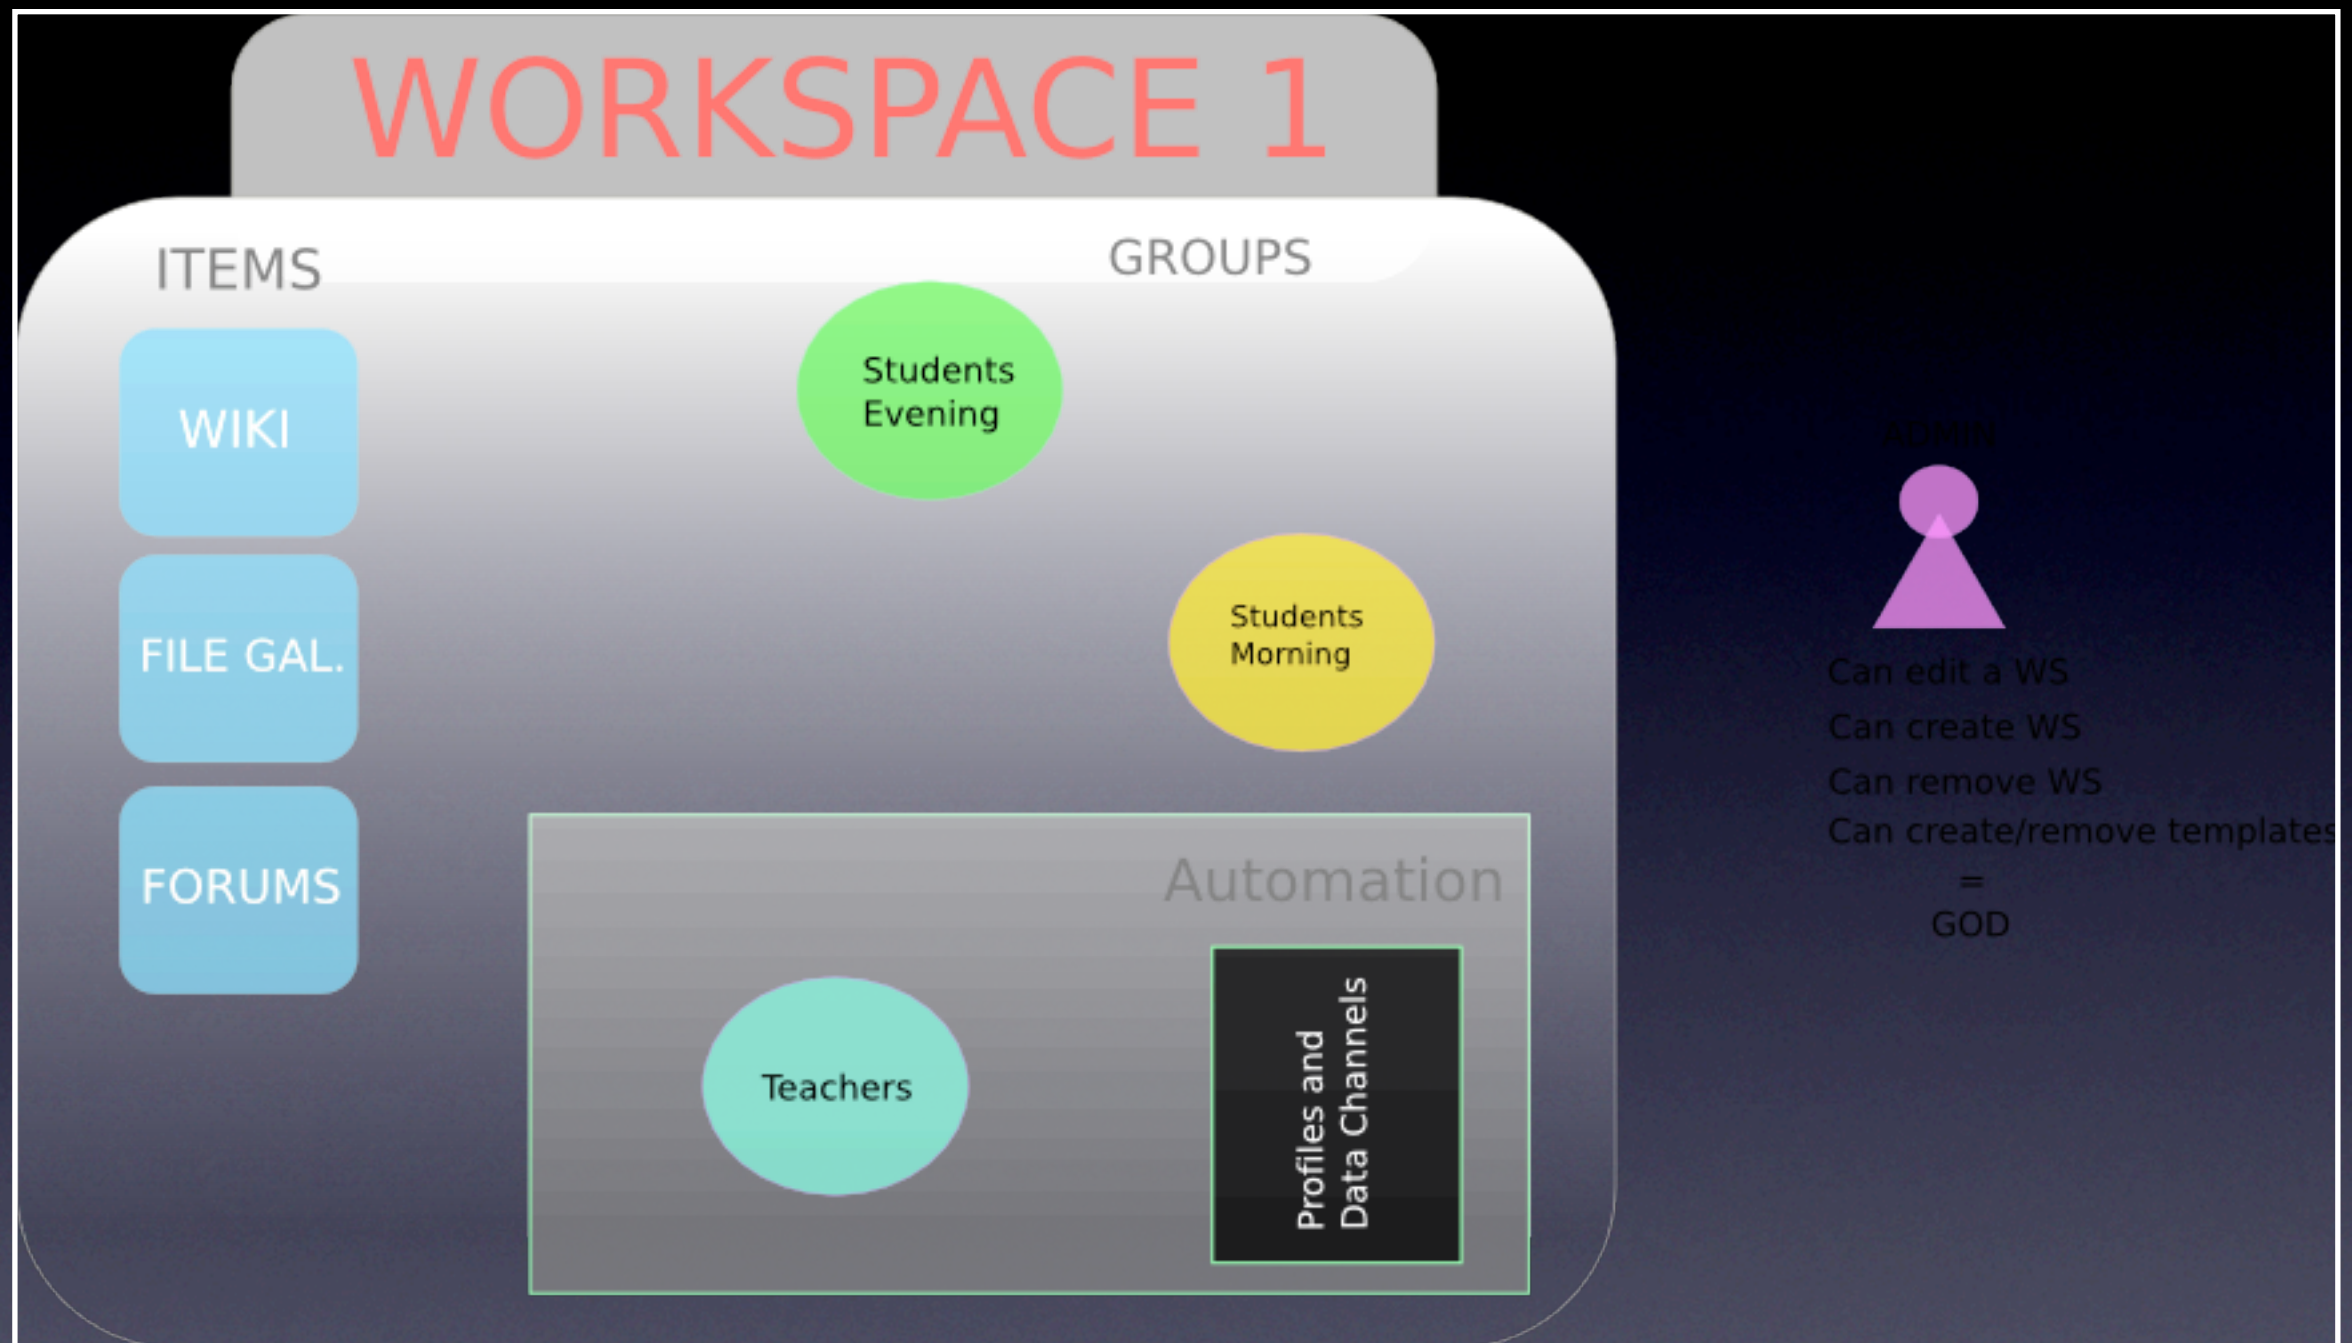 WORKSPACE 1
ITEMS
GROUPS
WIKI
FILE GAL.
FORUMS
Students
Evening
Students
Morning
Automation
Teachers
Profiles and
Data Channels
ADMIN
Can edit a WS
Can create WS
Can remove WS
Can create/remove templates
=
GOD